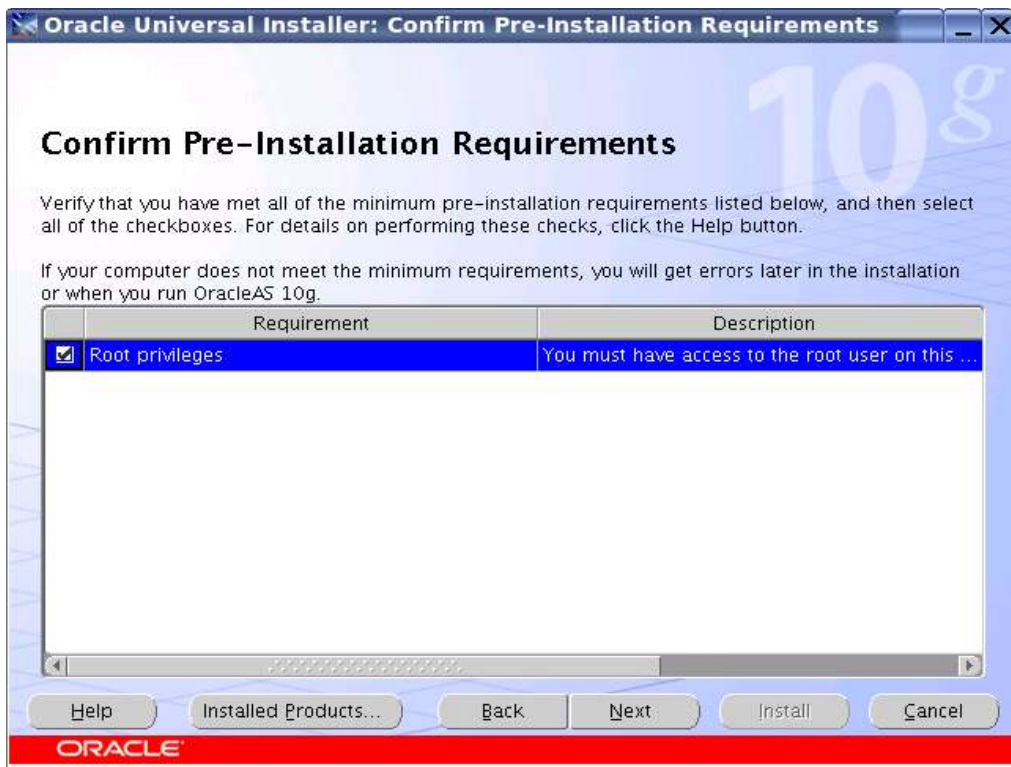 Oracle Universal Installer: Confirm Pre-Installation Requirements
10g
Confirm Pre-Installation Requirements
Verify that you have met all of the minimum pre-installation requirements listed below, and then select
all of the checkboxes. For details on performing these checks, click the Help button.
If your computer does not meet the minimum requirements, you will get errors later in the installation
or when you run OracleAS 10g.
Requirement Description
Root privileges You must have access to the root user on this ...
Help Installed Products... Back Next Install Cancel
ORACLE